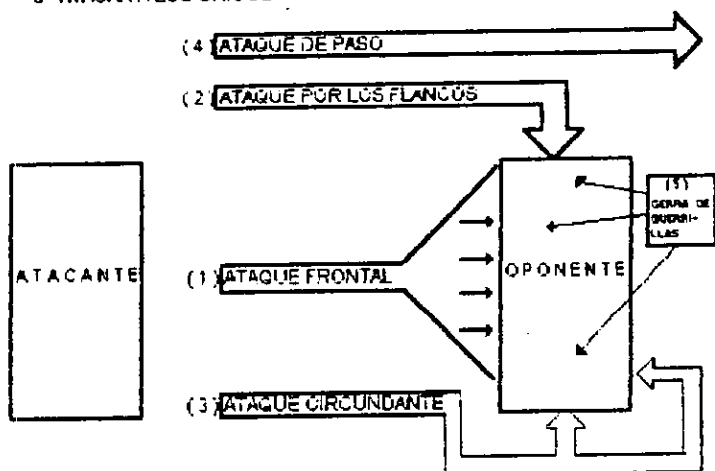 (4) ATAQUE DE PASO
(2) ATAQUE POR LOS FLANCOS
(5)
GERRA DE
GUERRI-
LLAS
ATACANTE
(1) ATAQUE FRONTAL
OPONENTE
(3) ATAQUE CIRCUNDANTE